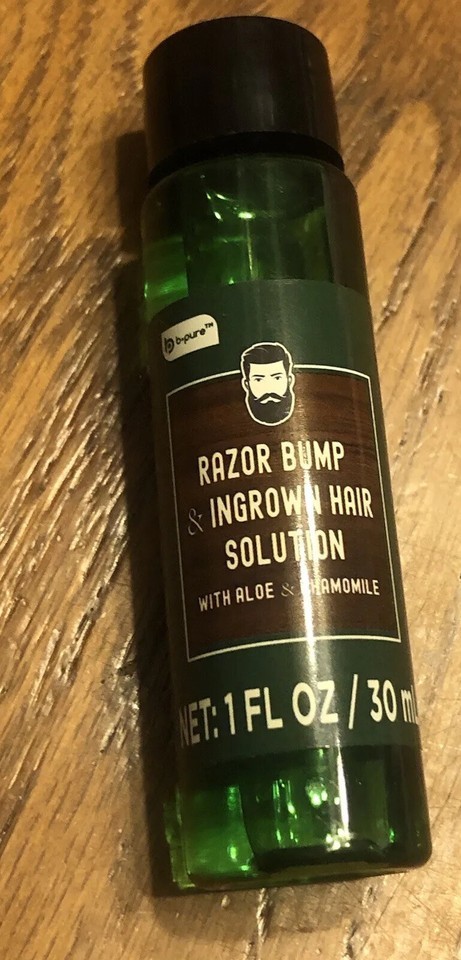 b•pure™
RAZOR BUMP
& INGROWN HAIR
SOLUTION
WITH ALOE & CHAMOMILE
NET: 1 FL OZ / 30 mL